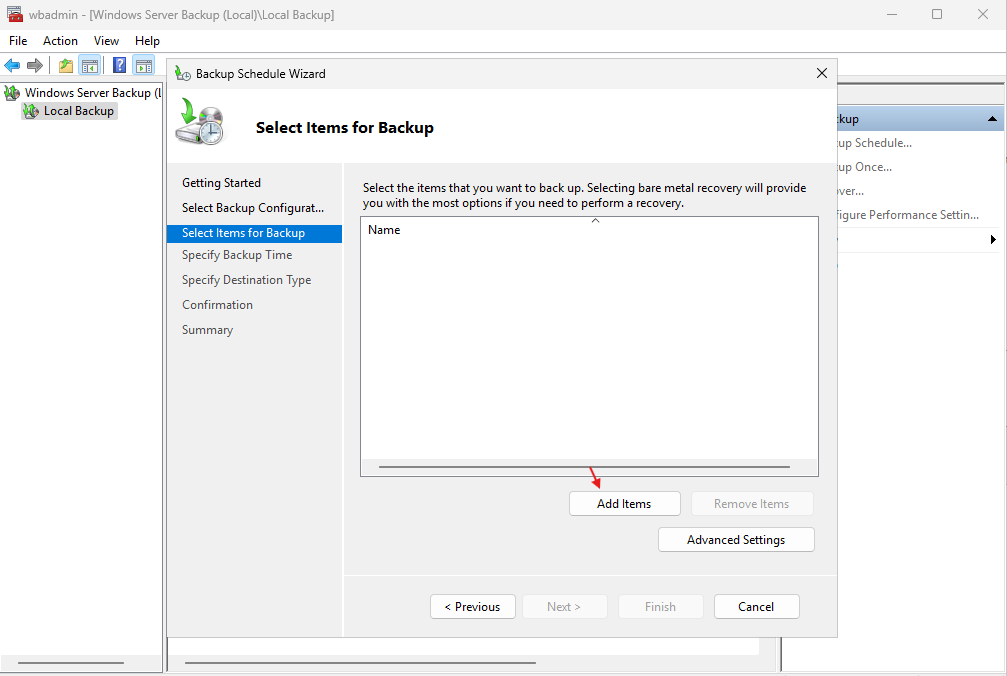 wbadmin - [Windows Server Backup (Local)\Local Backup]
File Action View Help
Windows Server Backup (L
Local Backup
Backup Schedule Wizard
Select Items for Backup
Getting Started
Select Backup Configurat...
Select Items for Backup
Specify Backup Time
Specify Destination Type
Confirmation
Summary
Select the items that you want to back up. Selecting bare metal recovery will provide
you with the most options if you need to perform a recovery.
Name
Add Items
Remove Items
Advanced Settings
< Previous
Next >
Finish
Cancel
kup
up Schedule...
up Once...
ver...
figure Performance Settin...